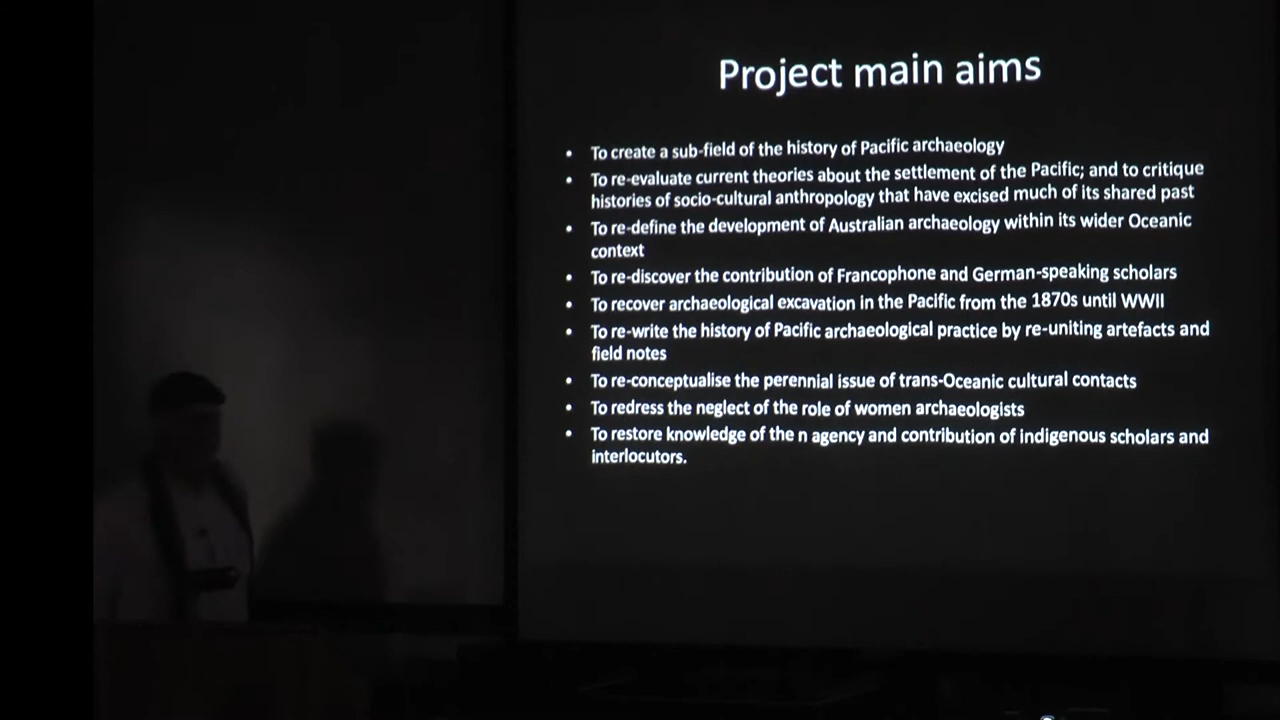 Project main aims
• To create a sub-field of the history of Pacific archaeology
• To re-evaluate current theories about the settlement of the Pacific; and to critique
histories of socio-cultural anthropology that have excised much of its shared past
• To re-define the development of Australian archaeology within its wider Oceanic
context
• To re-discover the contribution of Francophone and German-speaking scholars
• To recover archaeological excavation in the Pacific from the 1870s until WWII
• To re-write the history of Pacific archaeological practice by re-uniting artefacts and
field notes
• To re-conceptualise the perennial issue of trans-Oceanic cultural contacts
• To redress the neglect of the role of women archaeologists
• To restore knowledge of the n agency and contribution of indigenous scholars and
interlocutors.